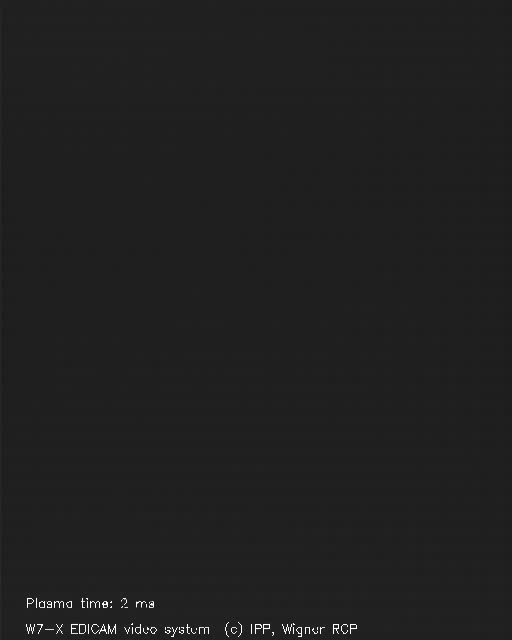 Plasma time: 2 ms
W7-X EDICAM video system (c) IPP, Wigner RCP